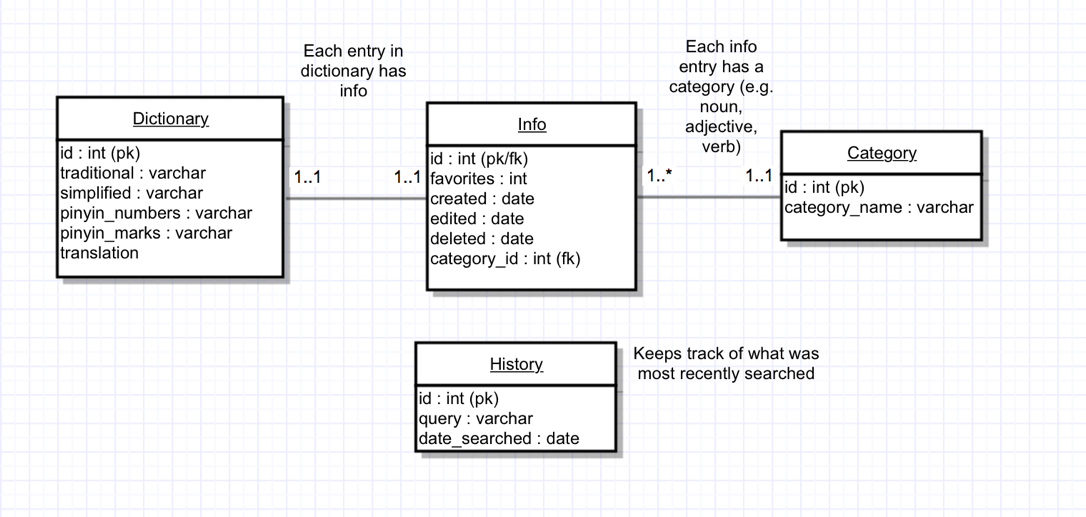 Each entry in
dictionary has
info
Each info
entry has a
category (e.g.
noun,
adjective,
verb)
Dictionary
id : int (pk)
traditional : varchar
simplified : varchar
pinyin_numbers : varchar
pinyin_marks : varchar
translation
1..1
1..1
Info
id : int (pk/fk)
favorites : int
created : date
edited : date
deleted : date
category_id : int (fk)
1..*
1..1
Category
id : int (pk)
category_name : varchar
History
id : int (pk)
query : varchar
date_searched : date
Keeps track of what was
most recently searched